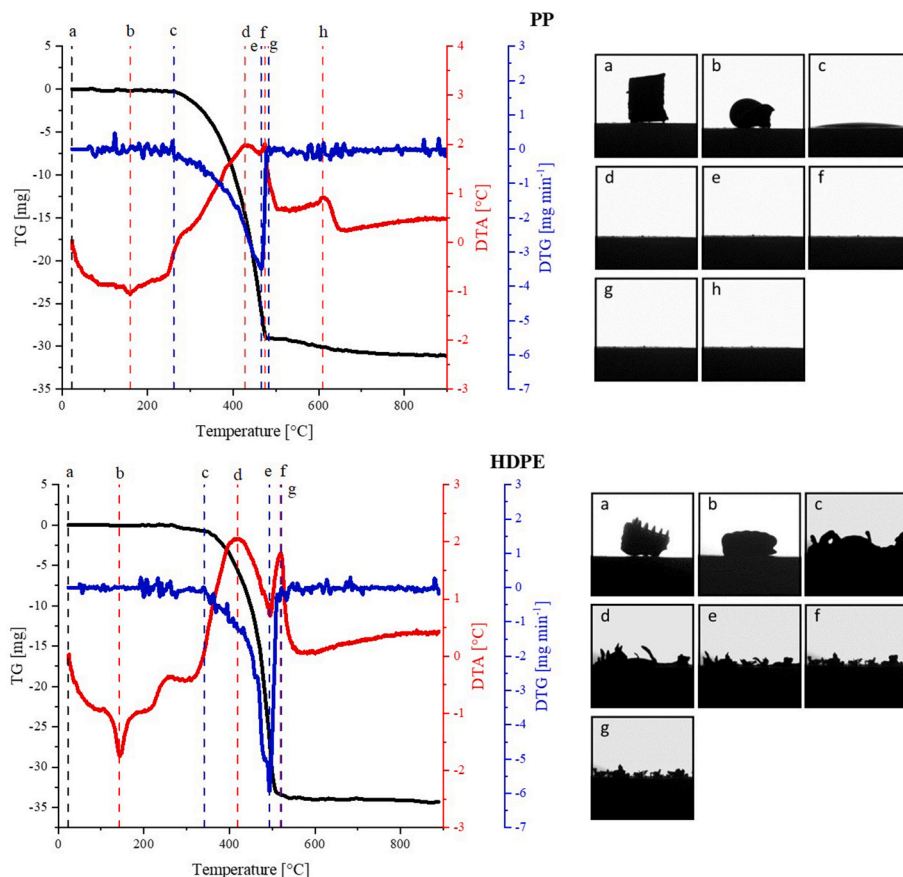 PP
a b c d e f g h
5
0
-5
-10
-15
-20
-25
-30
-35
TG [mg]
0 200 400 600 800
Temperature [°C]
4
3
2
1
0
-1
-2
-3
DTA [°C]
3
2
1
0
-1
-2
-3
-4
-5
-6
-7
DTG [mg min⁻¹]
a b c
d e f
g h
HDPE
a b c d e f
g
5
0
-5
-10
-15
-20
-25
-30
-35
TG [mg]
0 200 400 600 800
Temperature [°C]
3
2
1
0
-1
-2
-3
DTA [°C]
3
2
1
0
-1
-2
-3
-4
-5
-6
-7
DTG [mg min⁻¹]
a b c
d e f
g